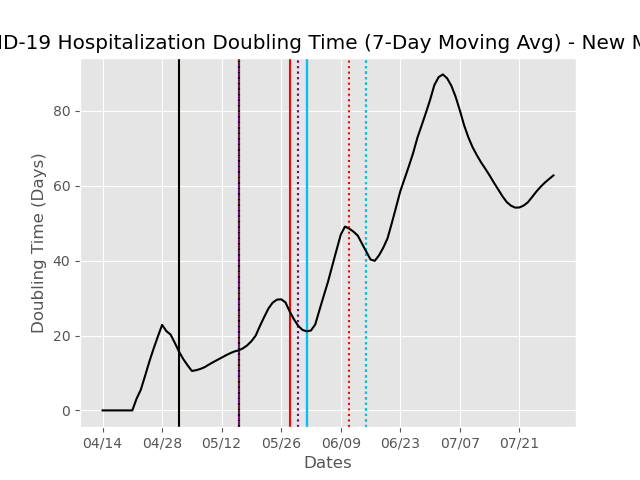 ID-19 Hospitalization Doubling Time (7-Day Moving Avg) - New M
80
60
40
20
0
Doubling Time (Days)
04/14 04/28 05/12 05/26 06/09 06/23 07/07 07/21
Dates